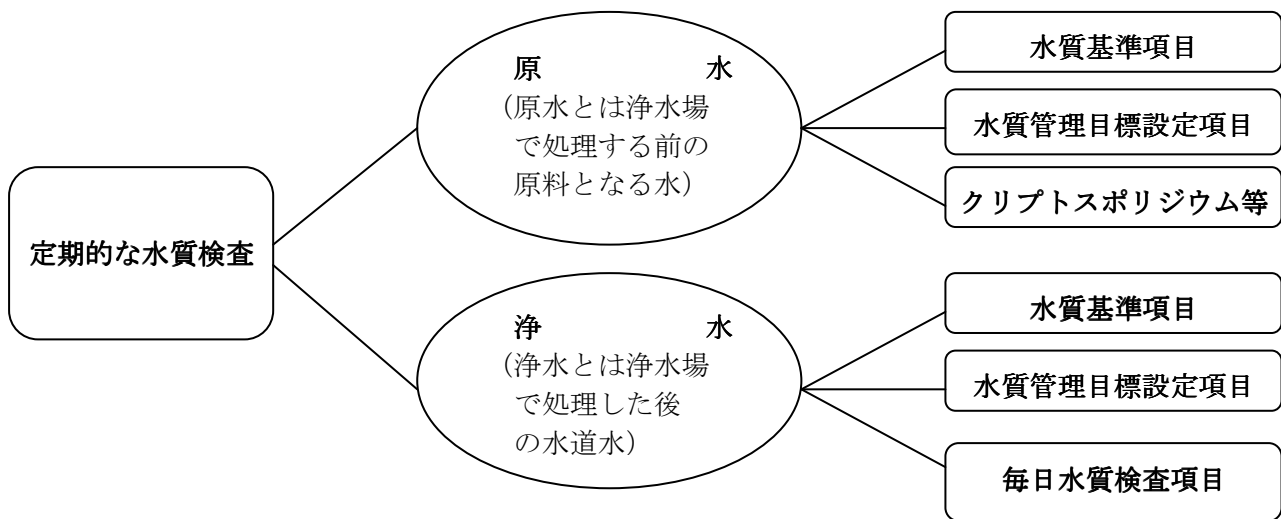 定期的な水質検査
原 水
（原水とは浄水場
で処理する前の
原料となる水）
水質基準項目
水質管理目標設定項目
クリプトスポリジウム等
浄 水
（浄水とは浄水場
で処理した後
の水道水）
水質基準項目
水質管理目標設定項目
毎日水質検査項目